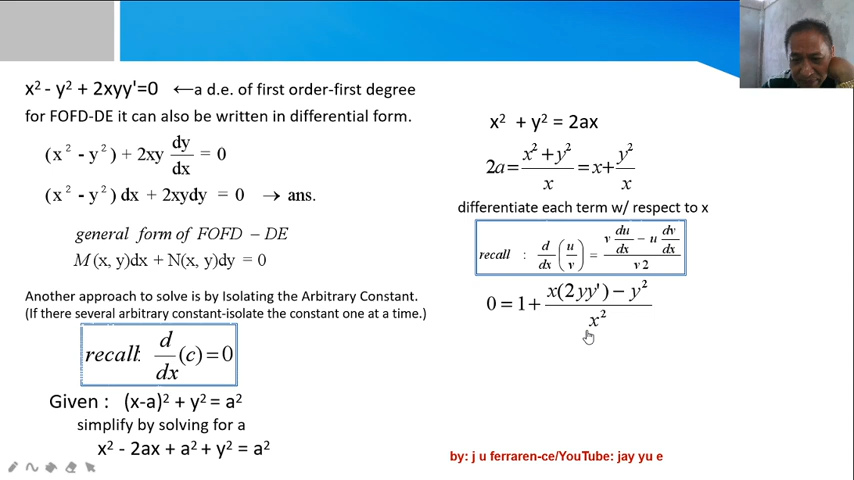 x² - y² + 2xyy'=0 ←a d.e. of first order-first degree
for FOFD-DE it can also be written in differential form.
(x² - y²) + 2xy dy/dx = 0
(x² - y²) dx + 2xydy = 0 → ans.
general form of FOFD – DE
M(x, y)dx + N(x, y)dy = 0
Another approach to solve is by Isolating the Arbitrary Constant.
(If there several arbitrary constant-isolate the constant one at a time.)
recall: d/dx (c) = 0
Given : (x-a)² + y² = a²
simplify by solving for a
x² - 2ax + a² + y² = a²
x² + y² = 2ax
2a = (x² + y²)/x = x + y²/x
differentiate each term w/ respect to x
recall : d/dx (u/v) = (v du/dx – u dv/dx)/v 2
0 = 1 + (x(2yy') – y²)/x²
by: j u ferraren-ce/YouTube: jay yu e